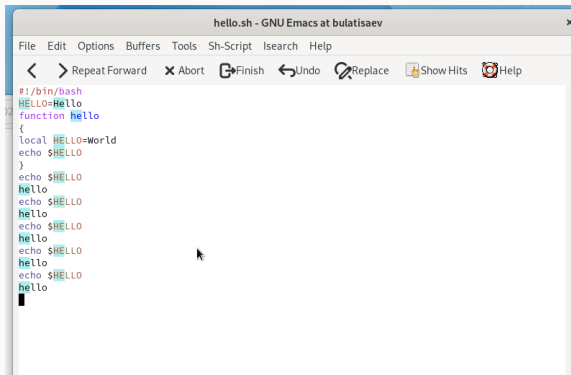 hello.sh - GNU Emacs at bulatisaev
File Edit Options Buffers Tools Sh-Script Isearch Help
Repeat Forward Abort Finish Undo Replace Show Hits Help
#!/bin/bash
HELLO=Hello
function hello
{
local HELLO=World
echo $HELLO
}
echo $HELLO
hello
echo $HELLO
hello
echo $HELLO
hello
echo $HELLO
hello
echo $HELLO
hello